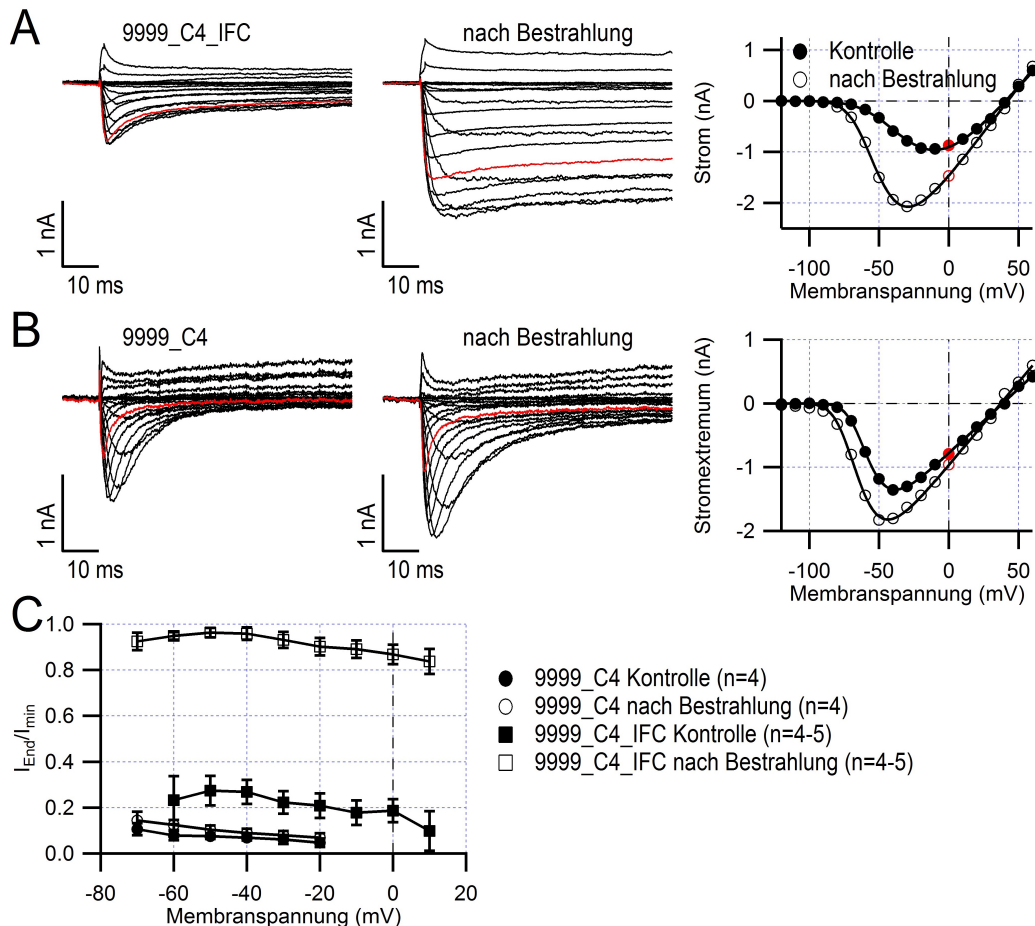 A
9999_C4_IFC
nach Bestrahlung
1 nA
10 ms
1 nA
10 ms
Kontrolle
nach Bestrahlung
Strom (nA)
1
0
-1
-2
-100
-50
0
50
Membranspannung (mV)
B
9999_C4
nach Bestrahlung
1 nA
10 ms
1 nA
10 ms
Stromextremum (nA)
1
0
-1
-2
-100
-50
0
50
Membranspannung (mV)
C
I_End/I_min
1.0
0.8
0.6
0.4
0.2
0.0
-80
-60
-40
-20
0
20
Membranspannung (mV)
9999_C4 Kontrolle (n=4)
9999_C4 nach Bestrahlung (n=4)
9999_C4_IFC Kontrolle (n=4-5)
9999_C4_IFC nach Bestrahlung (n=4-5)